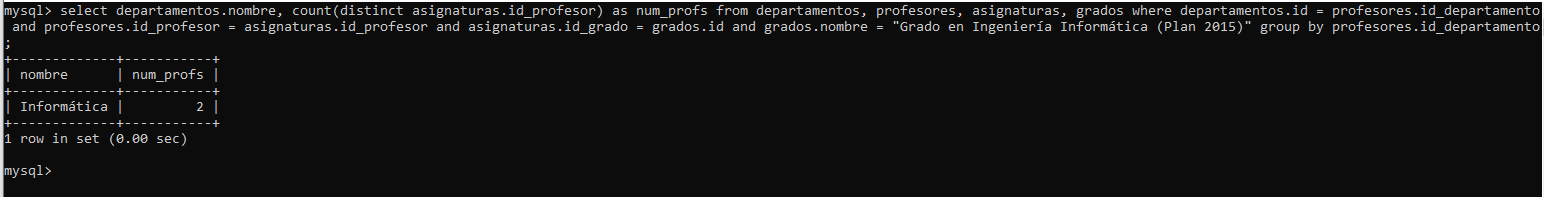 mysql> select departamentos.nombre, count(distinct asignaturas.id_profesor) as num_profs from departamentos, profesores, asignaturas, grados where departamentos.id = profesores.id_departamento
 and profesores.id_profesor = asignaturas.id_profesor and asignaturas.id_grado = grados.id and grados.nombre = "Grado en Ingeniería Informática (Plan 2015)" group by profesores.id_departamento
;
+-------------+-----------+
| nombre      | num_profs |
+-------------+-----------+
| Informática |         2 |
+-------------+-----------+
1 row in set (0.00 sec)

mysql>